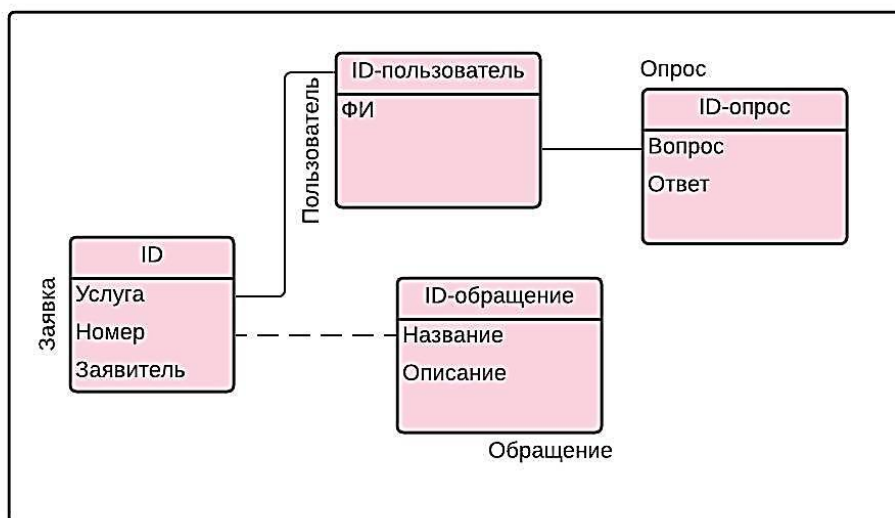 Пользователь
ID-пользователь
ФИ
Опрос
ID-опрос
Вопрос
Ответ
Заявка
ID
Услуга
Номер
Заявитель
ID-обращение
Название
Описание
Обращение